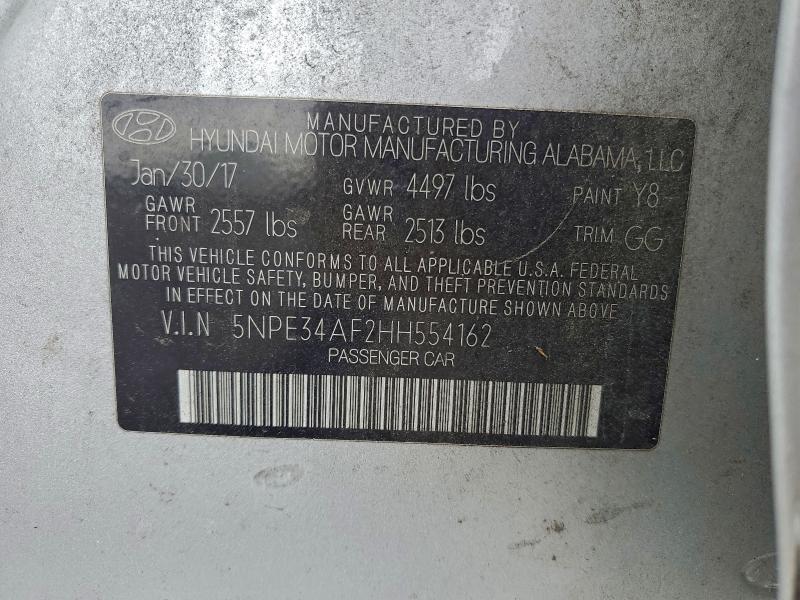 MANUFACTURED BY
HYUNDAI MOTOR MANUFACTURING ALABAMA, LLC
Jan/30/17 GVWR 4497 lbs PAINT Y8
GAWR FRONT 2557 lbs GAWR REAR 2513 lbs TRIM GG
THIS VEHICLE CONFORMS TO ALL APPLICABLE U.S.A. FEDERAL
MOTOR VEHICLE SAFETY, BUMPER, AND THEFT PREVENTION STANDARDS
IN EFFECT ON THE DATE OF MANUFACTURE SHOWN ABOVE
V.I.N 5NPE34AF2HH554162
PASSENGER CAR